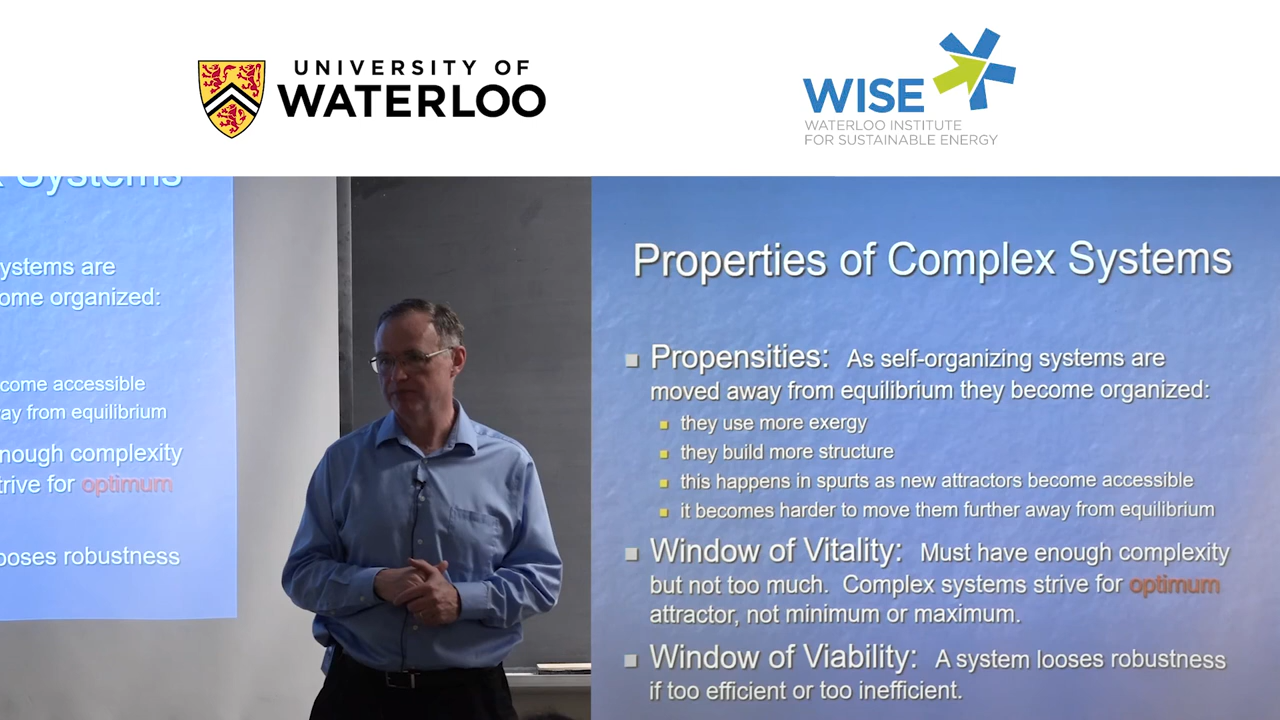 UNIVERSITY OF
WATERLOO
WISE
WATERLOO INSTITUTE
FOR SUSTAINABLE ENERGY
Systems
ystems are
ome organized:
come accessible
ay from equilibrium
nough complexity
trive for optimum
ooses robustness
Properties of Complex Systems
Propensities: As self-organizing systems are
moved away from equilibrium they become organized:
they use more exergy
they build more structure
this happens in spurts as new attractors become accessible
it becomes harder to move them further away from equilibrium
Window of Vitality: Must have enough complexity
but not too much. Complex systems strive for optimum
attractor, not minimum or maximum.
Window of Viability: A system looses robustness
if too efficient or too inefficient.